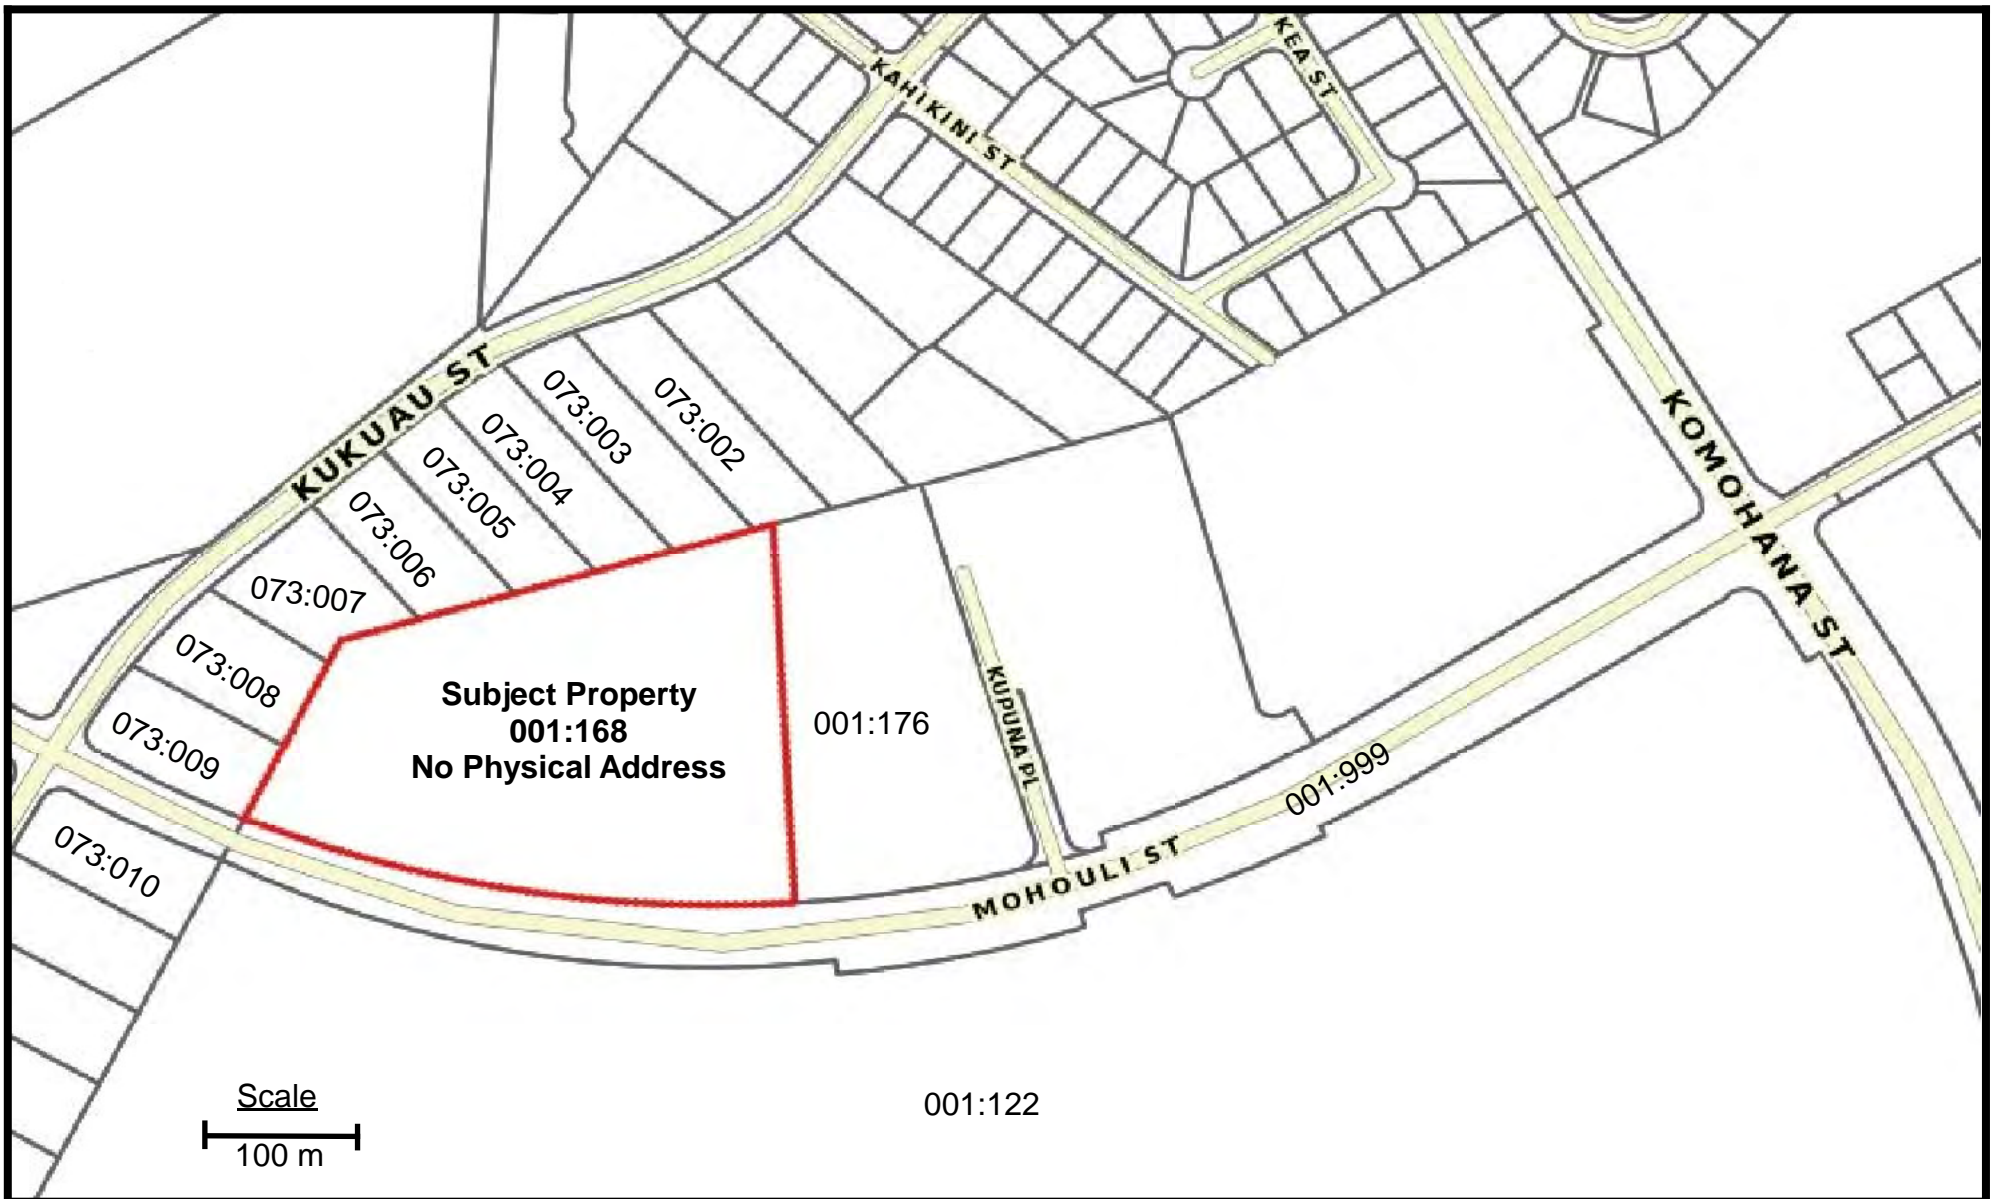 KAHIKINI ST
KEA ST
KUKUAU ST
KOMOHANA ST
073:002
073:003
073:004
073:005
073:006
073:007
073:008
073:009
073:010
Subject Property
001:168
No Physical Address
001:176
KUPUNA PL
001:999
MOHOULI ST
001:122
Scale
100 m